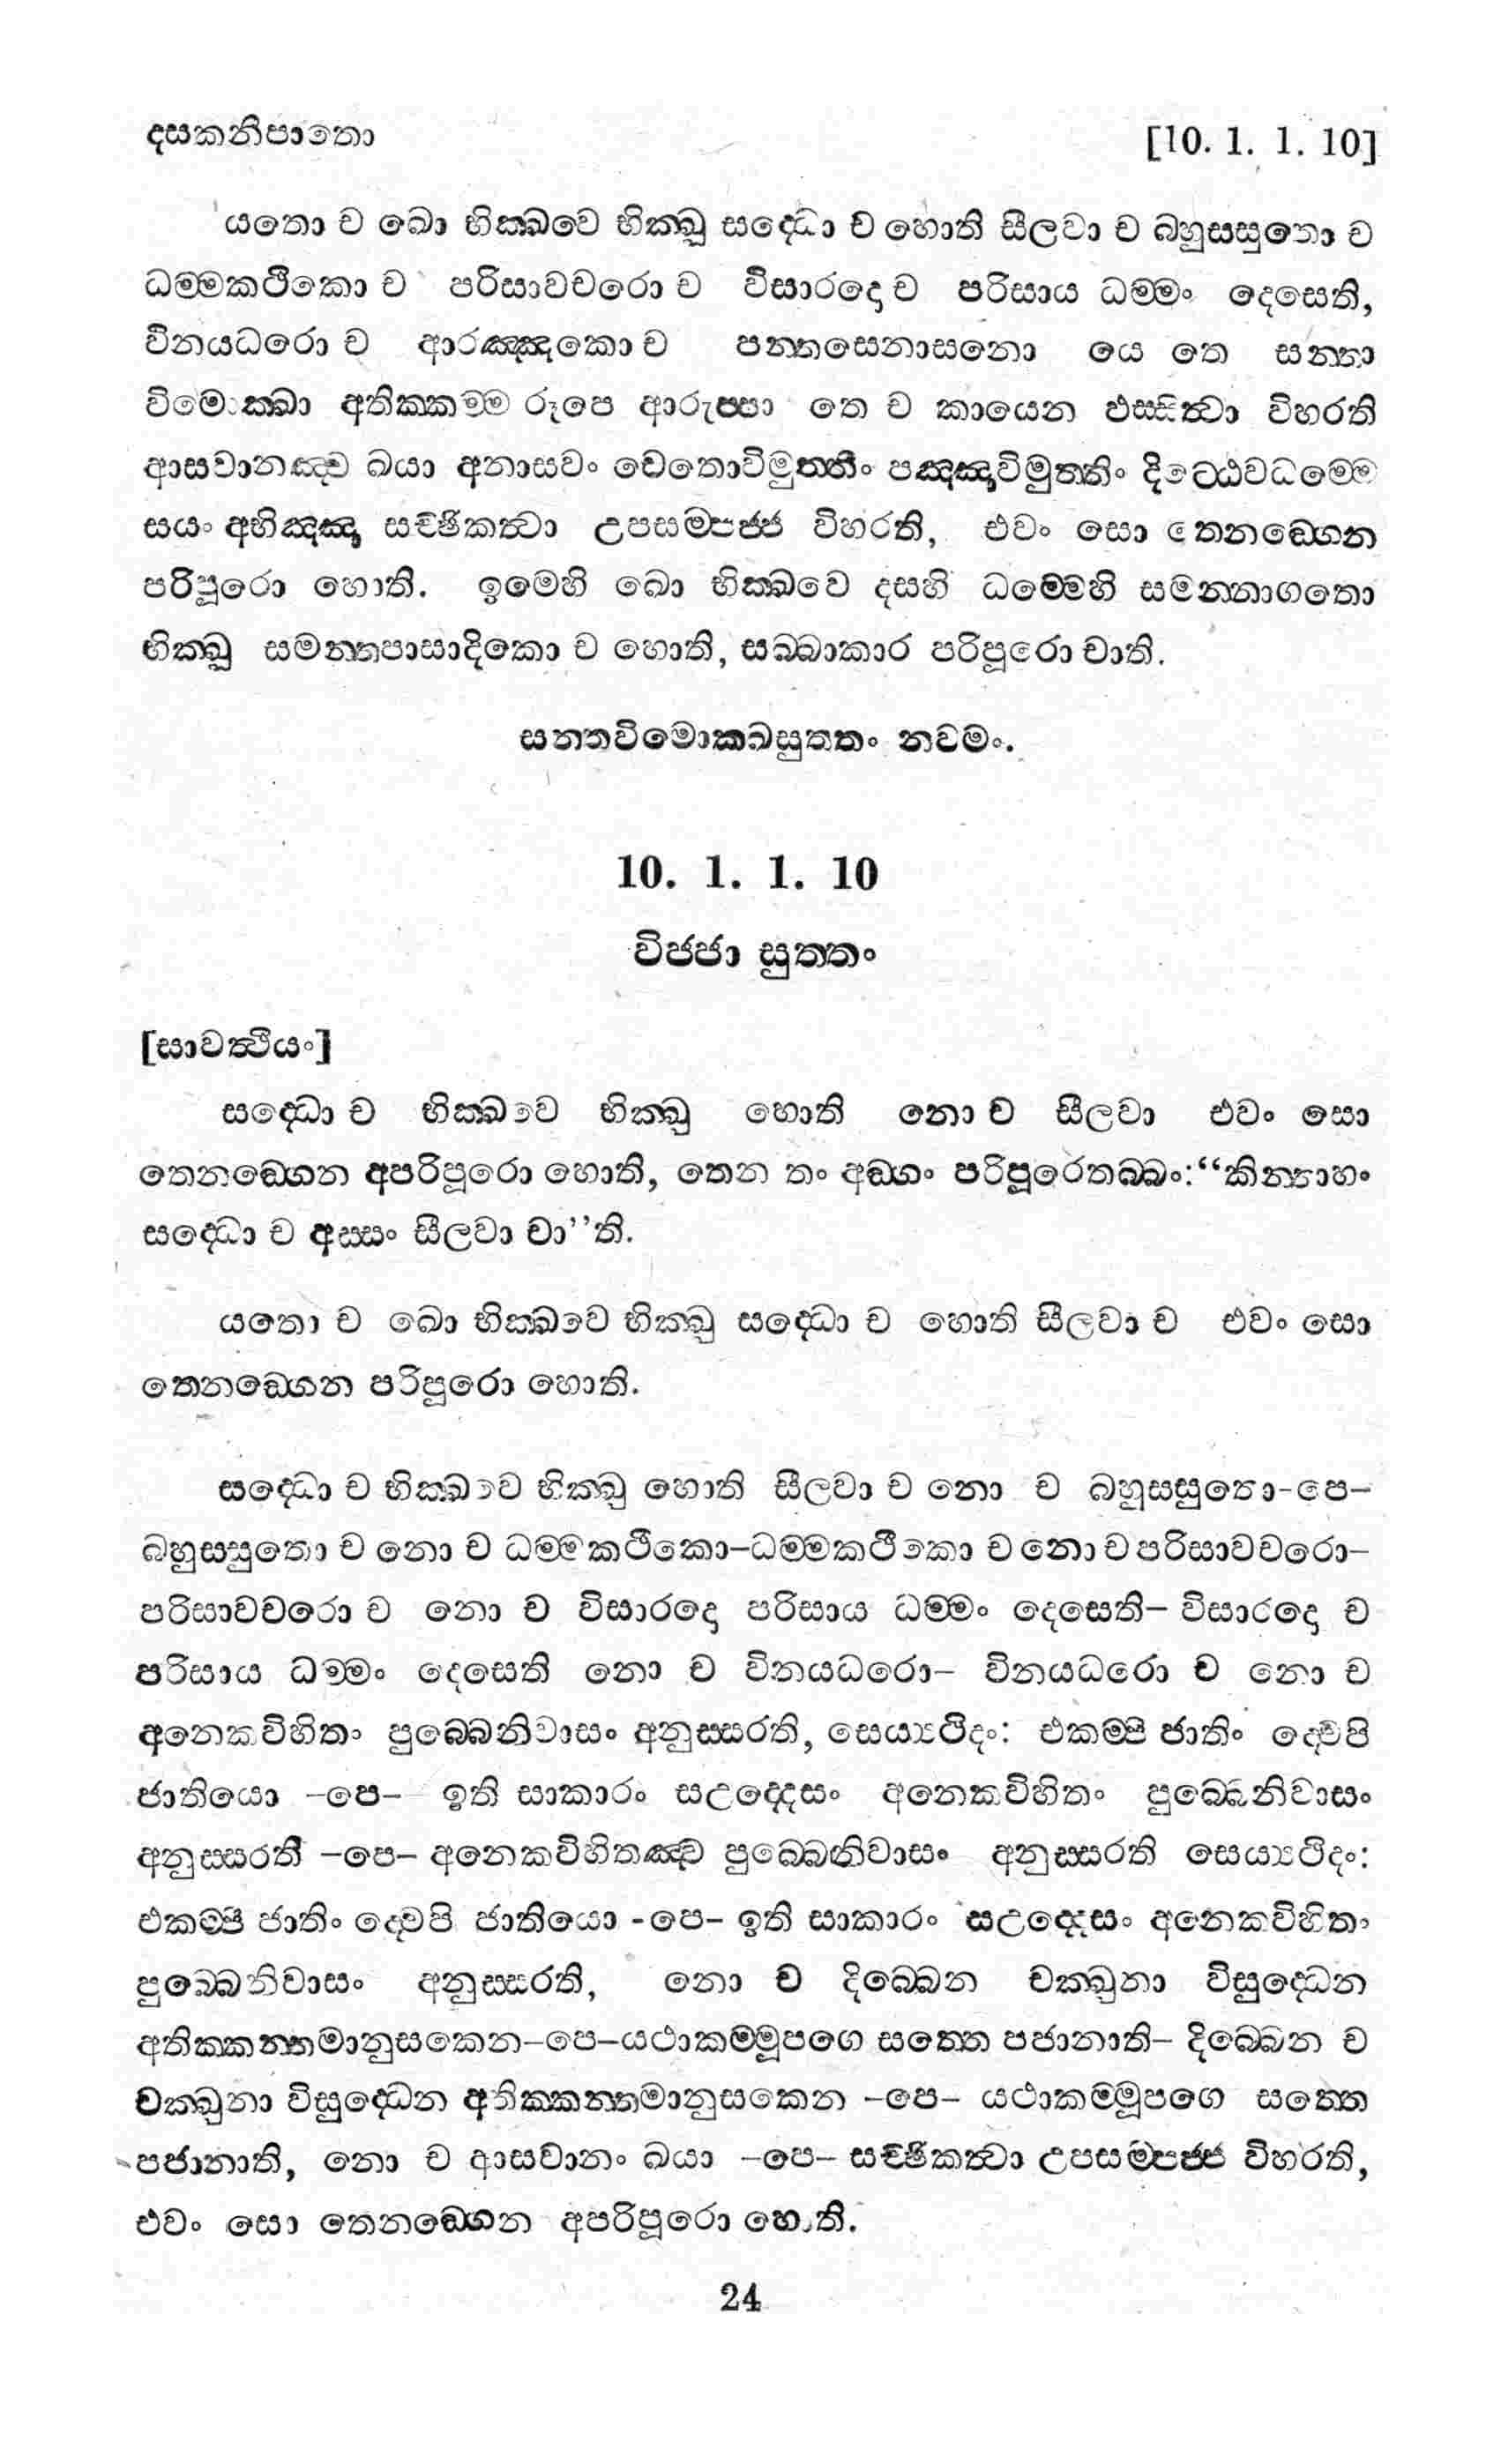 දසකනිපාතො
[10. 1. 1. 10]
යතො ච ඛො භික්ඛවෙ භික්ඛූ සද්ධො ච හොති සීලවා ච බහුස්සුතො ච
ධම්මකථිකො ච පරිසාවචරො ච විසාරදො ච පරිසාය ධම්මං දෙසෙති,
විනයධරො ච ආරඤ්ඤකො ච පන්තසෙනාසනො යෙ තෙ සන්තා
විමොක්ඛා අතික්කම්ම රූපෙ ආරුප්පා තෙ ච කායෙන ඵස්සිත්වා විහරති
ආසවානඤ්ච ඛයා අනාසවං චෙතොවිමුත්තිං පඤ්ඤාවිමුත්තිං දිට්ඨෙවධම්මෙ
සයං අභිඤ්ඤා සච්ඡිකත්වා උපසම්පජ්ජ විහරති, එවං සො තෙනඞ්ගෙන
පරිපූරො හොති. ඉමෙහි ඛො භික්ඛවෙ දසහි ධම්මෙහි සමන්නාගතො
භික්ඛූ සමන්තපාසාදිකො ච හොති, සබ්බාකාර පරිපූරො චාති.
සන්තවිමොක්ඛසුත්තං නවමං.
10. 1. 1. 10
විජ්ජා සුත්තං
[සාවත්ථියං]
සද්ධො ච භික්ඛවෙ භික්ඛු හොති නො ච සීලවා එවං සො
තෙනඞ්ගෙන අපරිපූරො හොති, තෙන තං අඞ්ගං පරිපූරෙතබ්බං: “කින්‍යාහං
සද්ධො ච අස්සං සීලවා චා’’ති.
යතො ච ඛො භික්ඛවෙ භික්ඛු සද්ධො ච හොති සීලවා ච එවං සො
තෙනඞ්ගෙන පරිපූරො හොති.
සද්ධො ච භික්ඛවෙ භික්ඛු හොති සීලවා ච නො ච බහුස්සුතො-පෙ-
බහුස්සුතො ච නො ච ධම්මකථිකො-ධම්මකථිකො ච නො ච පරිසාවචරො-
පරිසාවචරො ච නො ච විසාරදො පරිසාය ධම්මං දෙසෙති- විසාරදො ච
පරිසාය ධම්මං දෙසෙති නො ච විනයධරො- විනයධරො ච නො ච
අනෙකවිහිතං පුබ්බෙනිවාසං අනුස්සරති, සෙය්‍යථිදං: එකම්පි ජාතිං ද්වෙපි
ජාතියො -පෙ- ඉති සාකාරං සඋද්දෙසං අනෙකවිහිතං පුබ්බෙනිවාසං
අනුස්සරති -පෙ- අනෙකවිහිතඤ්ච පුබ්බෙනිවාසං අනුස්සරති සෙය්‍යථිදං:
එකම්පි ජාතිං ද්වෙපි ජාතියො -පෙ- ඉති සාකාරං සඋද්දෙසං අනෙකවිහිතං
පුබ්බෙනිවාසං අනුස්සරති, නො ච දිබ්බෙන චක්ඛුනා විසුද්ධෙන
අතික්කන්තමානුසකෙන-පෙ-යථාකම්මූපගෙ සත්තෙ පජානාති- දිබ්බෙන ච
චක්ඛුනා විසුද්ධෙන අතික්කන්තමානුසකෙන -පෙ- යථාකම්මූපගෙ සත්තෙ
පජානාති, නො ච ආසවානං ඛයා -පෙ- සච්ඡිකත්වා උපසම්පජ්ජ විහරති,
එවං සො තෙනඞ්ගෙන අපරිපූරො හොති.
24